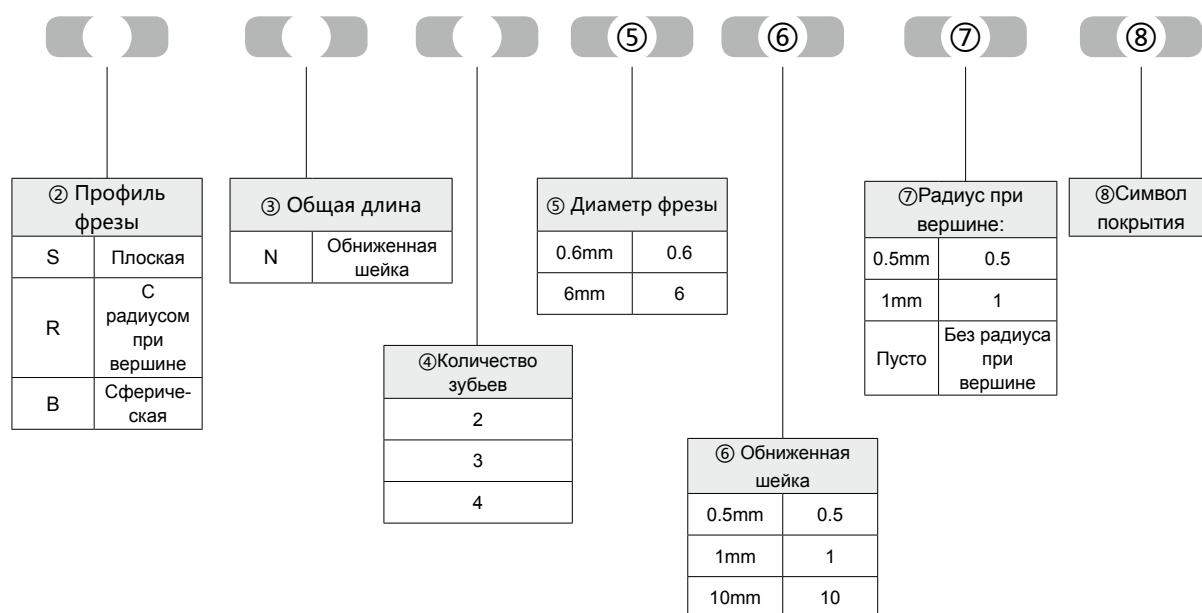 ⑤ ⑥ ⑦ ⑧
② Профиль
фрезы
S Плоская
R С
радиусом
при
вершине
B Сфериче-
ская
③ Общая длина
N Обниженная
шейка
④Количество
зубьев
2
3
4
⑤ Диаметр фрезы
0.6mm 0.6
6mm 6
⑥ Обниженная
шейка
0.5mm 0.5
1mm 1
10mm 10
⑦Радиус при
вершине:
0.5mm 0.5
1mm 1
Пусто Без радиуса
при
вершине
⑧Символ
покрытия